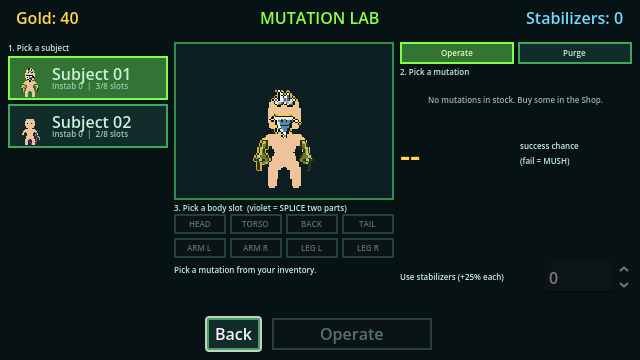 Gold: 40
MUTATION LAB
Stabilizers: 0
1. Pick a subject
Subject 01
Instab 0 | 3/8 slots
Subject 02
Instab 0 | 2/8 slots
Operate
Purge
2. Pick a mutation
No mutations in stock. Buy some in the Shop.
--
success chance
(fail = MUSH)
3. Pick a body slot (violet = SPLICE two parts)
HEAD
TORSO
BACK
TAIL
ARM L
ARM R
LEG L
LEG R
Pick a mutation from your inventory.
Use stabilizers (+25% each)
0
Back
Operate